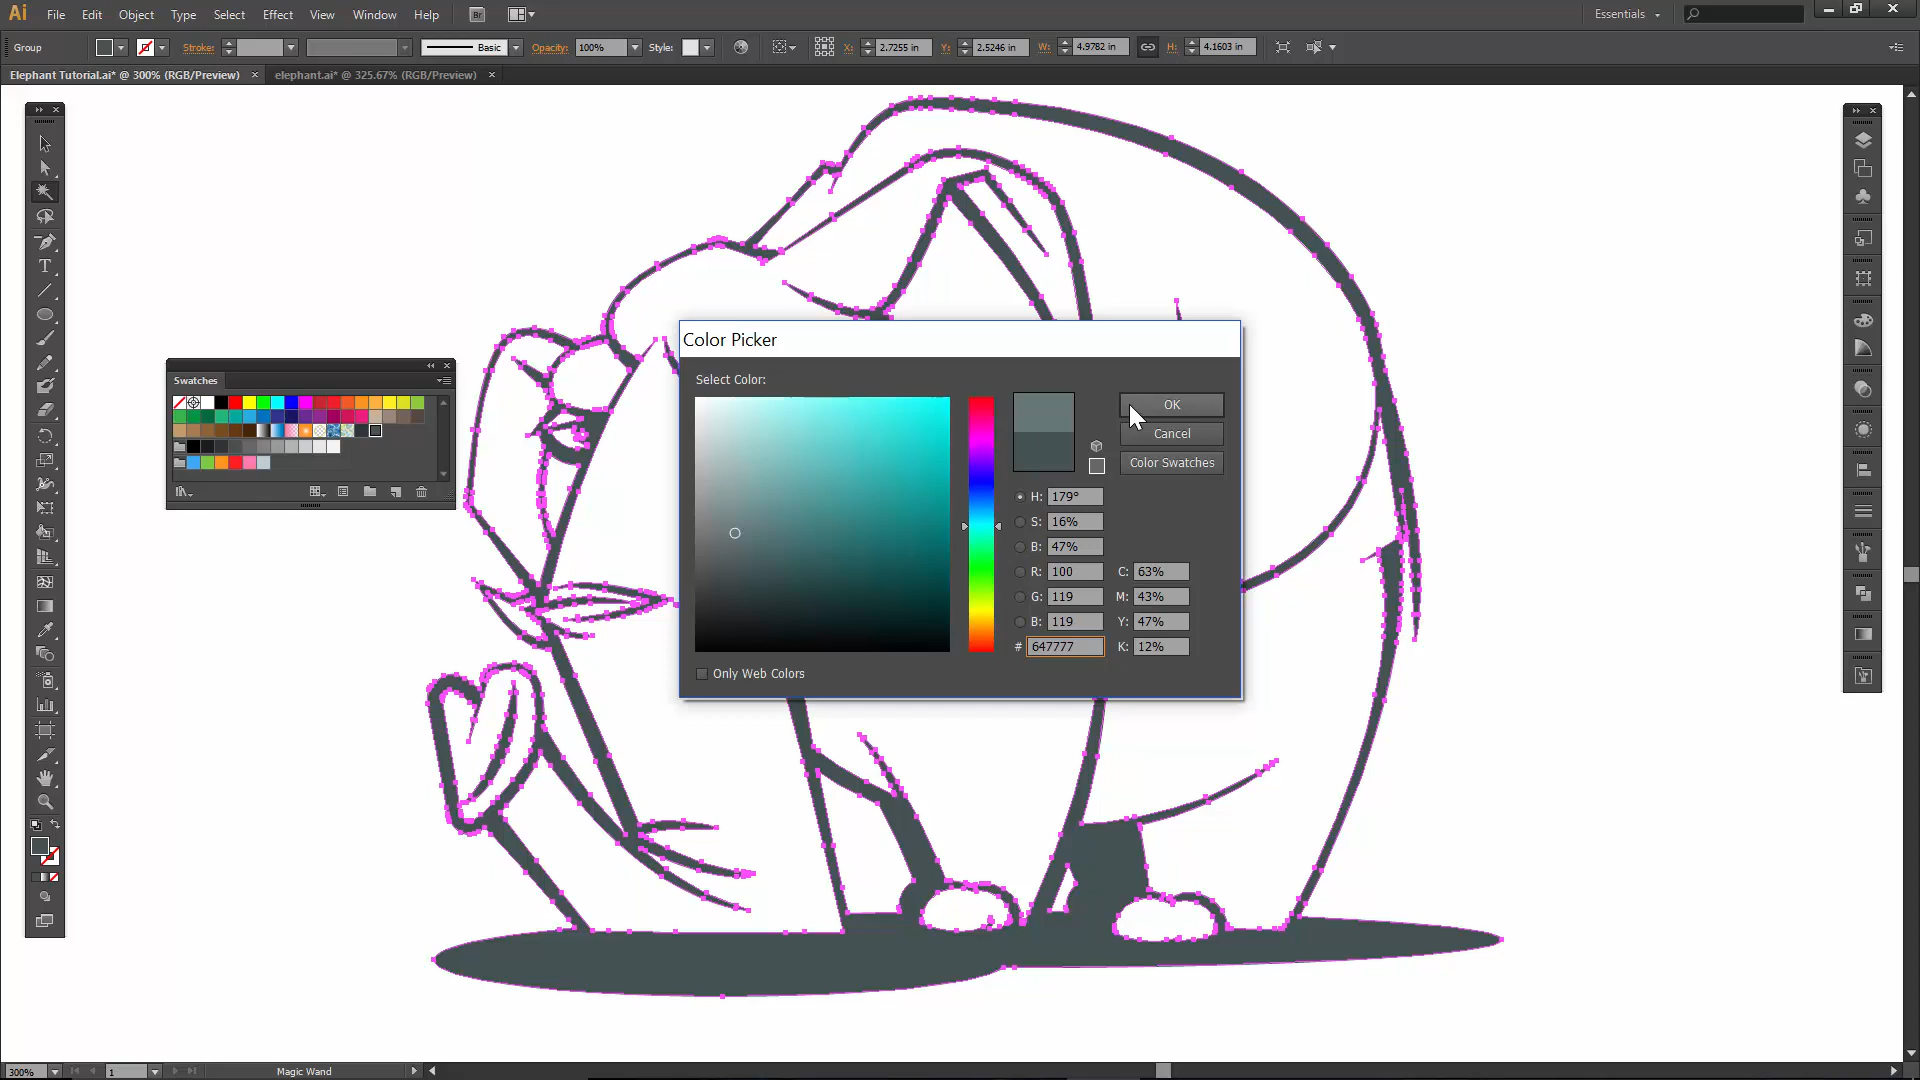 Ai File Edit Object Type Select Effect View Window Help Br Essentials
Group Stroke: Basic Opacity: 100% Style: X: 2.7255 in Y: 2.5246 in W: 4.9782 in H: 4.1603 in
Elephant Tutorial.ai* @ 300% (RGB/Preview) × elephant.ai* @ 325.67% (RGB/Preview) ×
Color Picker
Select Color:
OK
Cancel
Color Swatches
H: 179°
S: 16%
B: 47%
R: 100 C: 63%
G: 119 M: 43%
B: 119 Y: 47%
# 647777 K: 12%
Only Web Colors
Swatches
300% 1 Magic Wand